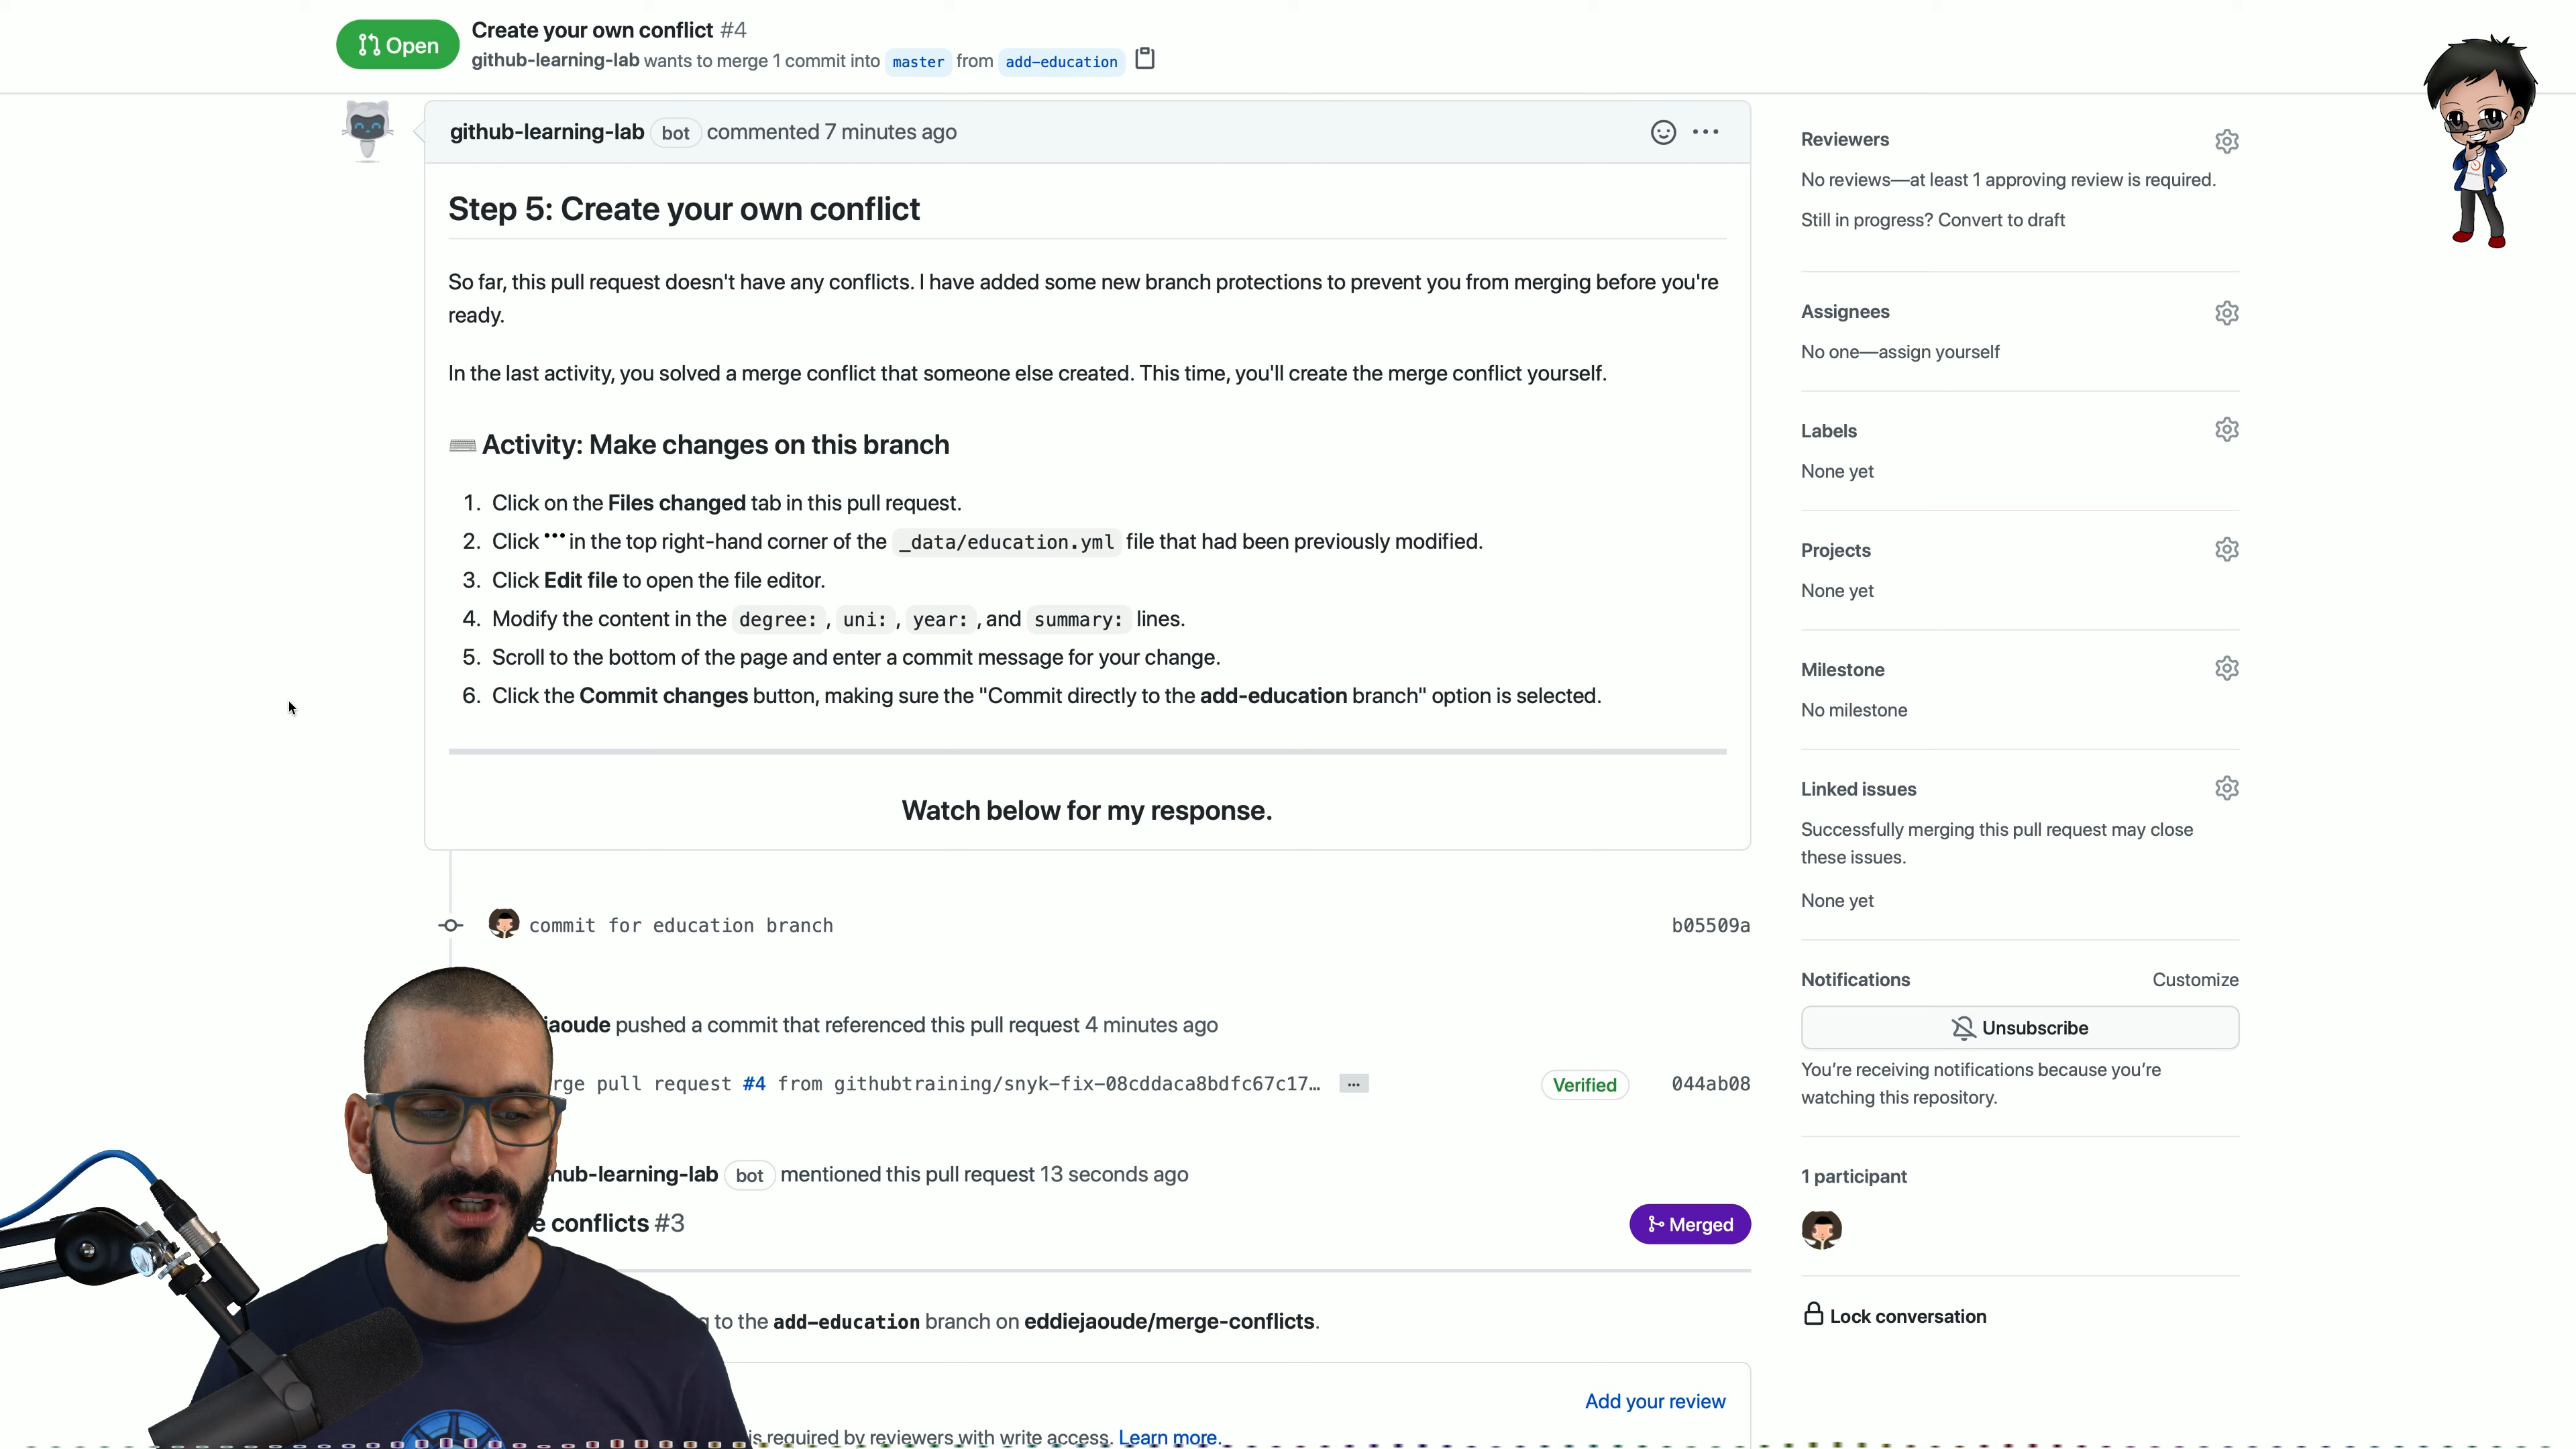 Open
Create your own conflict #4
github-learning-lab wants to merge 1 commit into master from add-education
github-learning-lab bot commented 7 minutes ago
Step 5: Create your own conflict
So far, this pull request doesn't have any conflicts. I have added some new branch protections to prevent you from merging before you're
ready.
In the last activity, you solved a merge conflict that someone else created. This time, you'll create the merge conflict yourself.
Activity: Make changes on this branch
1. Click on the Files changed tab in this pull request.
2. Click ··· in the top right-hand corner of the _data/education.yml file that had been previously modified.
3. Click Edit file to open the file editor.
4. Modify the content in the degree: , uni: , year: , and summary: lines.
5. Scroll to the bottom of the page and enter a commit message for your change.
6. Click the Commit changes button, making sure the "Commit directly to the add-education branch" option is selected.
Watch below for my response.
commit for education branch b05509a
jaoude pushed a commit that referenced this pull request 4 minutes ago
rge pull request #4 from githubtraining/snyk-fix-08cddaca8bdfc67c17… ... Verified 044ab08
hub-learning-lab bot mentioned this pull request 13 seconds ago
e conflicts #3 Merged
to the add-education branch on eddiejaoude/merge-conflicts.
Add your review
is required by reviewers with write access. Learn more.
Reviewers
No reviews—at least 1 approving review is required.
Still in progress? Convert to draft
Assignees
No one—assign yourself
Labels
None yet
Projects
None yet
Milestone
No milestone
Linked issues
Successfully merging this pull request may close
these issues.
None yet
Notifications Customize
Unsubscribe
You're receiving notifications because you're
watching this repository.
1 participant
Lock conversation